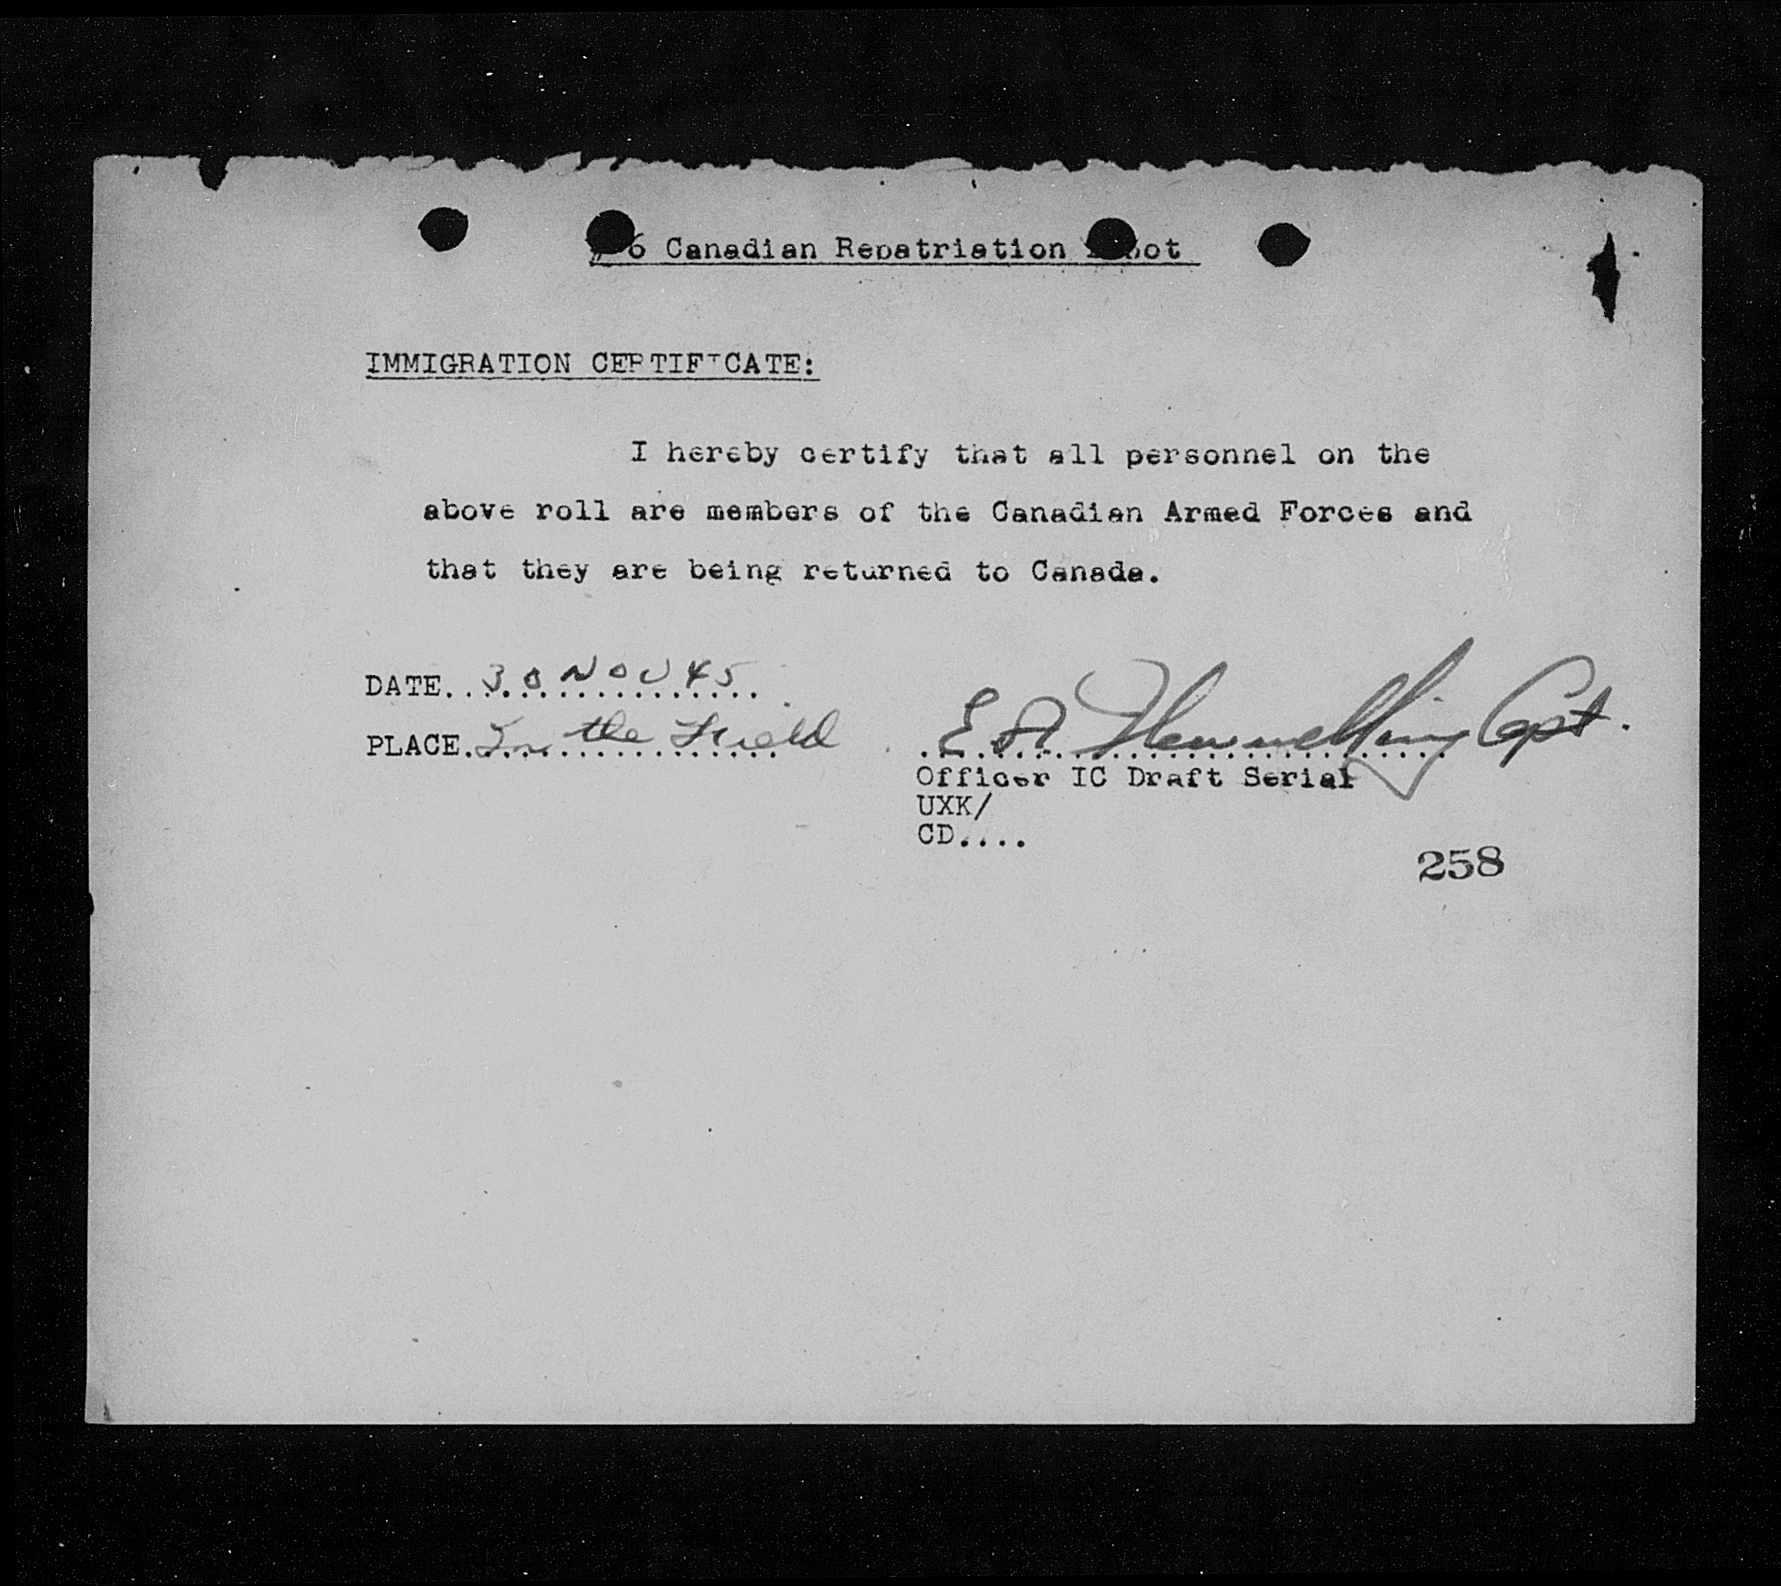 #6 Canadian Repatriation Depot
IMMIGRATION CERTIFICATE:
I hereby certify that all personnel on the
above roll are members of the Canadian Armed Forces and
that they are being returned to Canada.
DATE..30 NOV 45.......
PLACE.In the Field
E A Flewwelling Capt.
Officer IC Draft Serial
UXK/
CD....
258